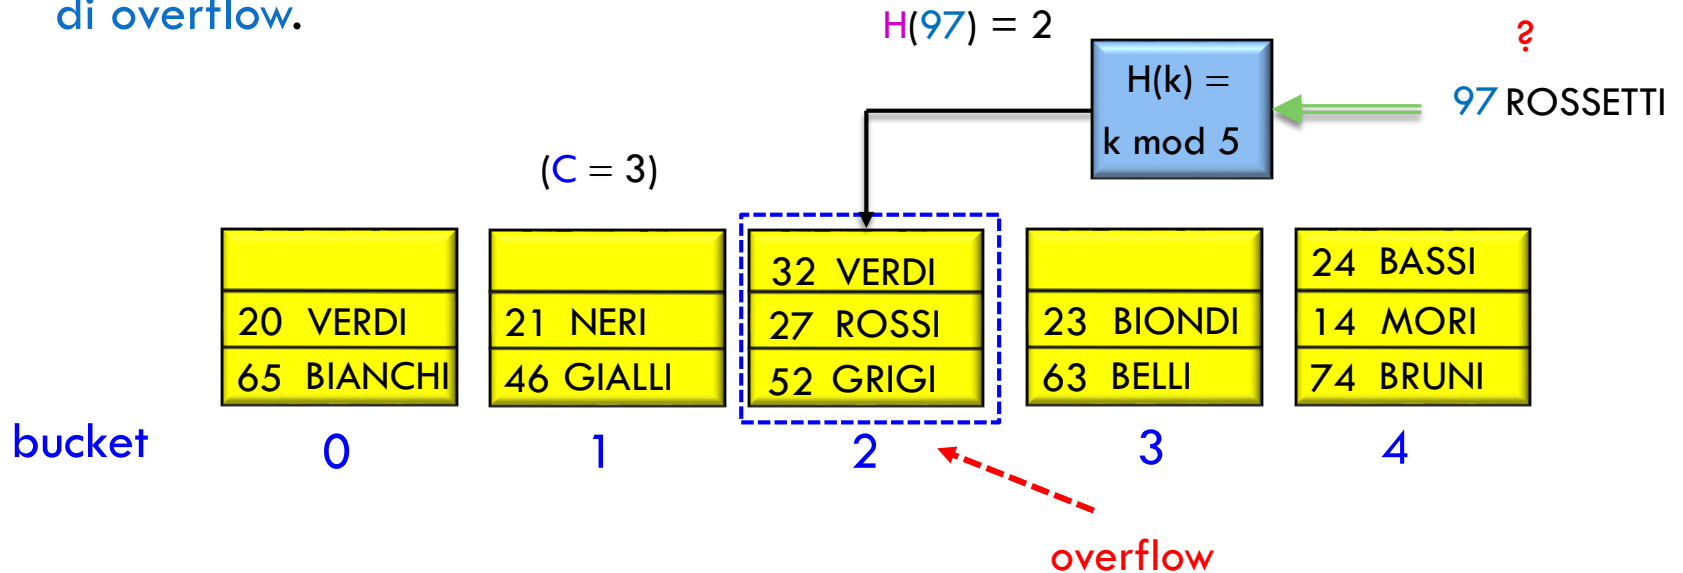 di overflow.
H(97) = 2
?
H(k) =
k mod 5
97 ROSSETTI
(C = 3)
32 VERDI
24 BASSI
20 VERDI
21 NERI
27 ROSSI
23 BIONDI
14 MORI
65 BIANCHI
46 GIALLI
52 GRIGI
63 BELLI
74 BRUNI
bucket
0
1
2
3
4
overflow